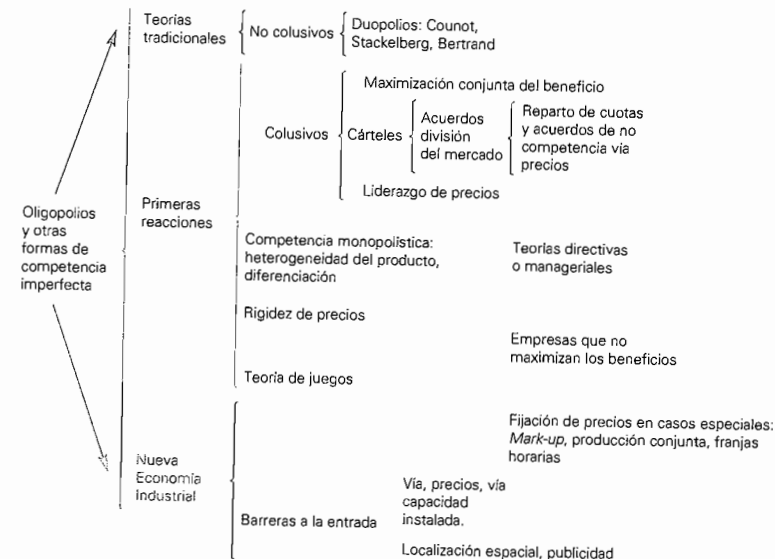 Teorías
tradicionales
No colusivos
Duopolios: Counot,
Stackelberg, Bertrand
Maximización conjunta del beneficio
Colusivos
Cárteles
Acuerdos
división
del mercado
Reparto de cuotas
y acuerdos de no
competencia vía
precios
Liderazgo de precios
Oligopolios
y otras
formas de
competencia
imperfecta
Primeras
reacciones
Competencia monopolística:
heterogeneidad del producto,
diferenciación
Teorías directivas
o manageriales
Rigidez de precios
Empresas que no
maximizan los beneficios
Teoría de juegos
Fijación de precios en casos especiales:
Mark-up, producción conjunta, franjas
horarias
Nueva
Economía
Industrial
Barreras a la entrada
Vía, precios, vía
capacidad
instalada.
Localización espacial, publicidad